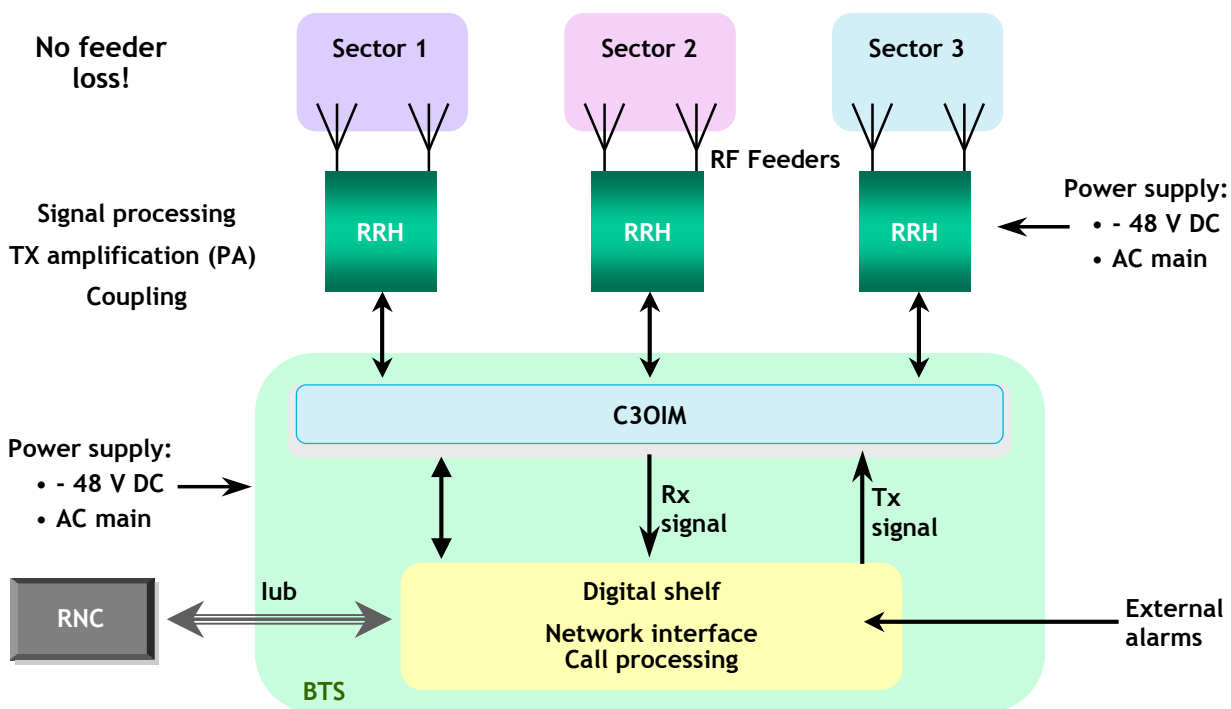 No feeder
loss!
Sector 1
Sector 2
Sector 3
RF Feeders
Signal processing
TX amplification (PA)
Coupling
RRH
RRH
RRH
Power supply:
• - 48 V DC
• AC main
C3OIM
Power supply:
• - 48 V DC
• AC main
Rx
signal
Tx
signal
RNC
Iub
Digital shelf
Network interface
Call processing
External
alarms
BTS